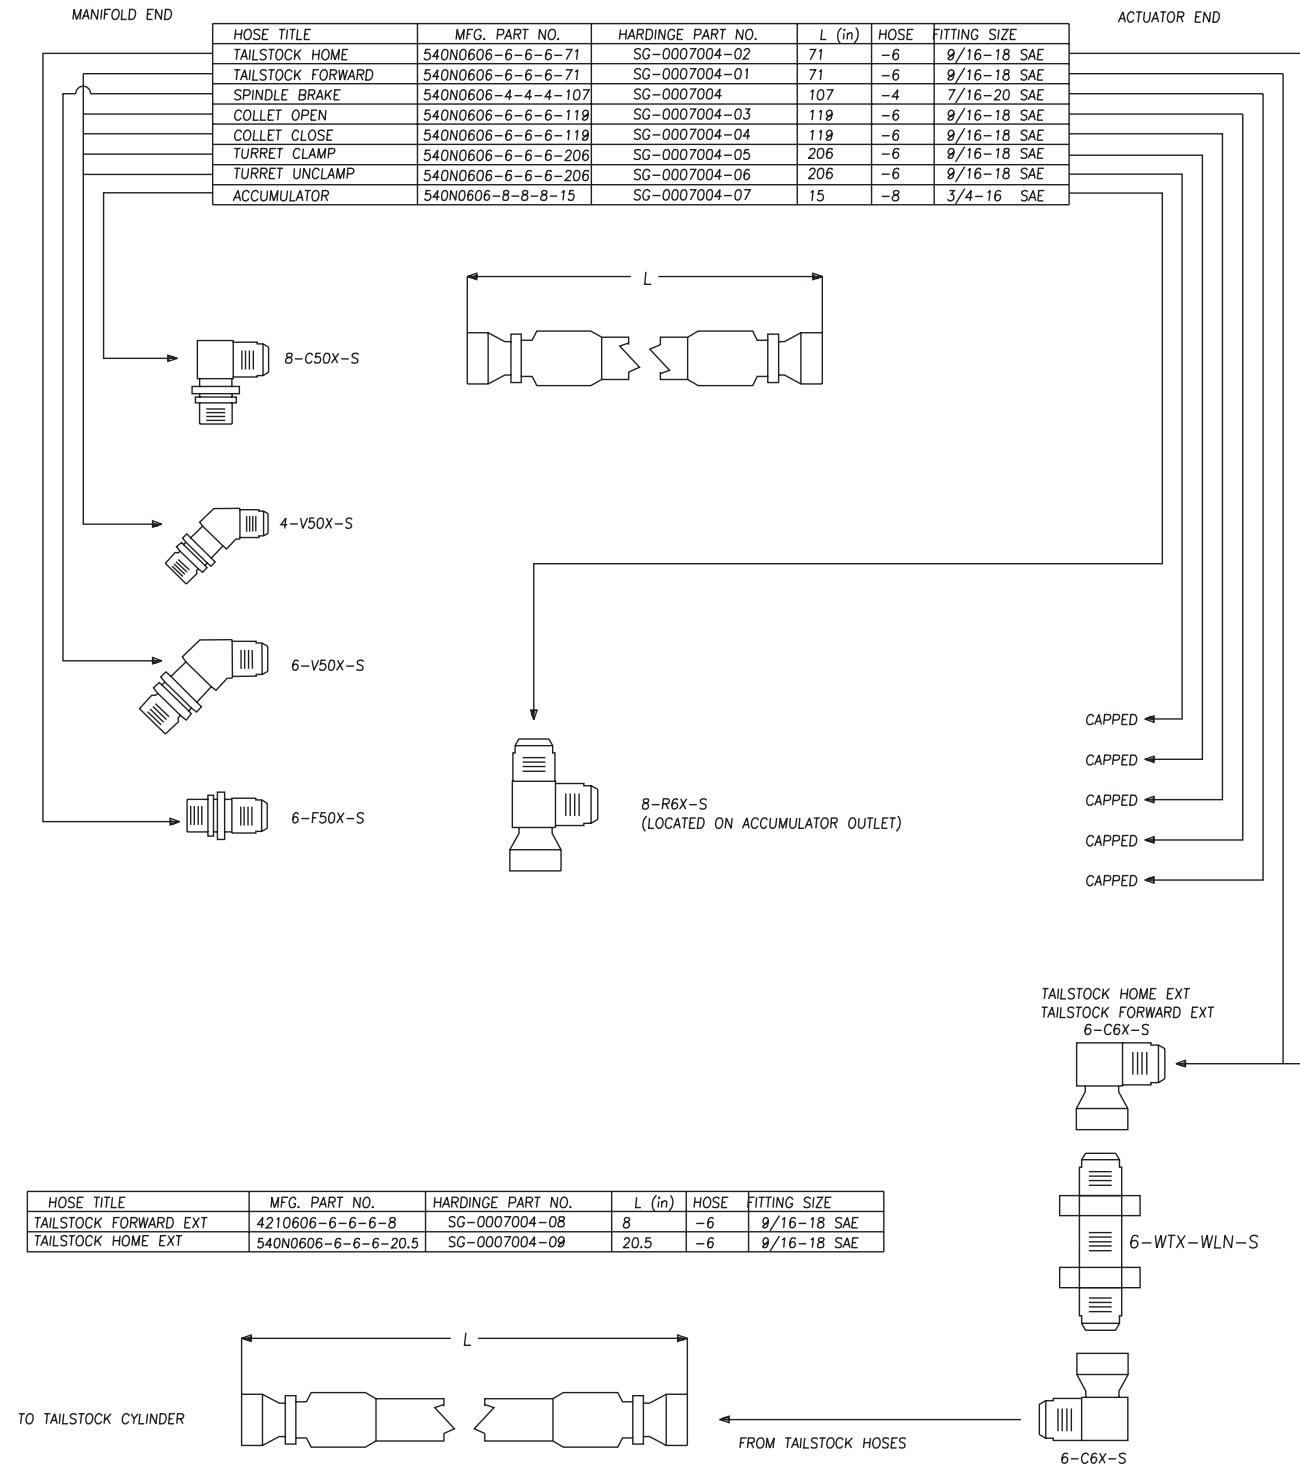 MANIFOLD END
ACTUATOR END
HOSE TITLE MFG. PART NO. HARDINGE PART NO. L (in) HOSE FITTING SIZE
TAILSTOCK HOME 540N0606-6-6-6-71 SG-0007004-02 71 -6 9/16-18 SAE
TAILSTOCK FORWARD 540N0606-6-6-6-71 SG-0007004-01 71 -6 9/16-18 SAE
SPINDLE BRAKE 540N0606-4-4-4-107 SG-0007004 107 -4 7/16-20 SAE
COLLET OPEN 540N0606-6-6-6-119 SG-0007004-03 119 -6 9/16-18 SAE
COLLET CLOSE 540N0606-6-6-6-119 SG-0007004-04 119 -6 9/16-18 SAE
TURRET CLAMP 540N0606-6-6-6-206 SG-0007004-05 206 -6 9/16-18 SAE
TURRET UNCLAMP 540N0606-6-6-6-206 SG-0007004-06 206 -6 9/16-18 SAE
ACCUMULATOR 540N0606-8-8-8-15 SG-0007004-07 15 -8 3/4-16 SAE
L
8-C50X-S
4-V50X-S
6-V50X-S
6-F50X-S
8-R6X-S
(LOCATED ON ACCUMULATOR OUTLET)
CAPPED
CAPPED
CAPPED
CAPPED
CAPPED
TAILSTOCK HOME EXT
TAILSTOCK FORWARD EXT
6-C6X-S
HOSE TITLE MFG. PART NO. HARDINGE PART NO. L (in) HOSE FITTING SIZE
TAILSTOCK FORWARD EXT 4210606-6-6-6-8 SG-0007004-08 8 -6 9/16-18 SAE
TAILSTOCK HOME EXT 540N0606-6-6-6-20.5 SG-0007004-09 20.5 -6 9/16-18 SAE
6-WTX-WLN-S
L
TO TAILSTOCK CYLINDER
FROM TAILSTOCK HOSES
6-C6X-S